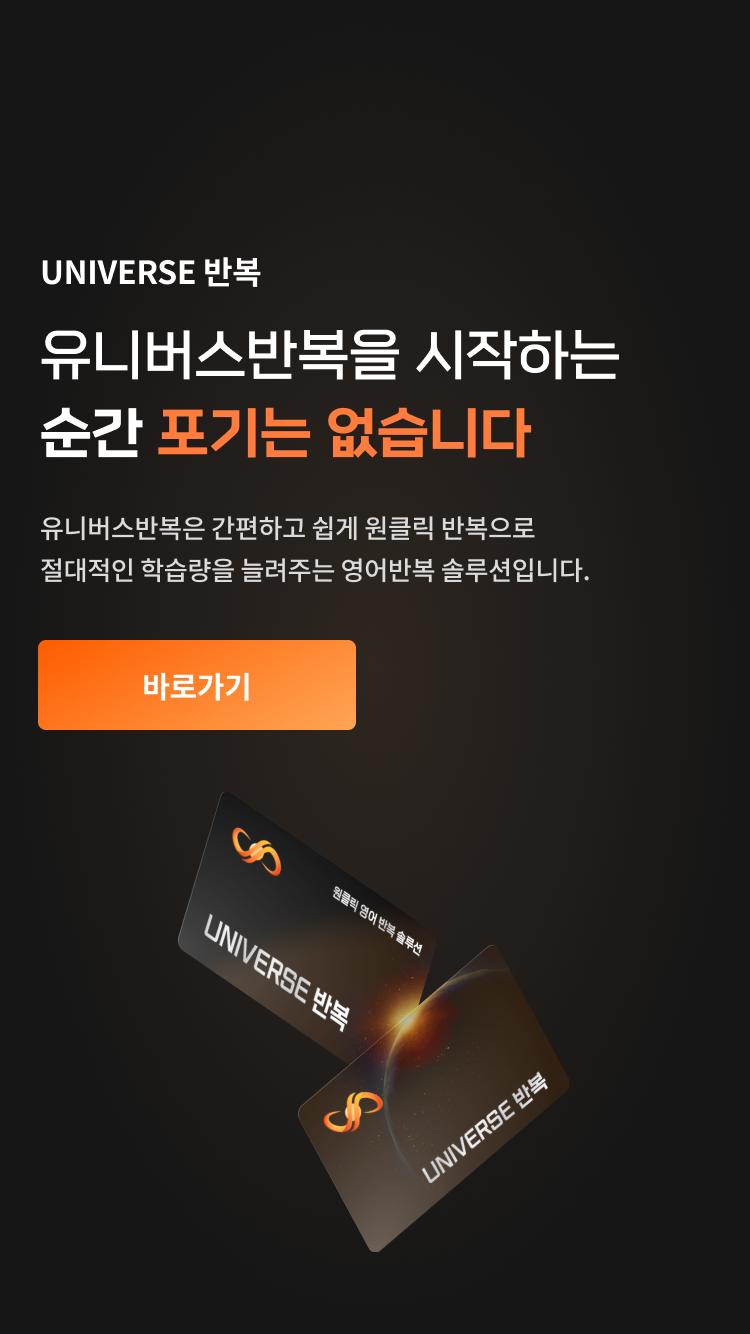 UNIVERSE 반복
유니버스반복을 시작하는
순간 포기는 없습니다
유니버스반복은 간편하고 쉽게 원클릭 반복으로
절대적인 학습량을 늘려주는 영어반복 솔루션입니다.
바로가기
원클릭 영어 반복 솔루션
UNIVERSE 반복
UNIVERSE 반복